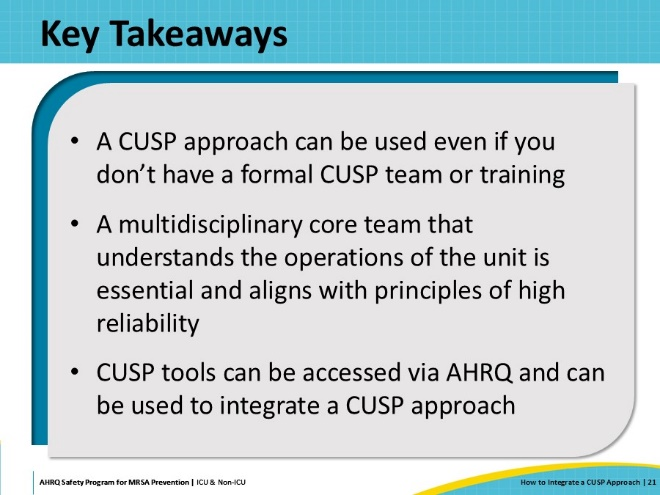 Key Takeaways
• A CUSP approach can be used even if you
don’t have a formal CUSP team or training
• A multidisciplinary core team that
understands the operations of the unit is
essential and aligns with principles of high
reliability
• CUSP tools can be accessed via AHRQ and can
be used to integrate a CUSP approach
AHRQ Safety Program for MRSA Prevention | ICU & Non-ICU
How to Integrate a CUSP Approach | 21